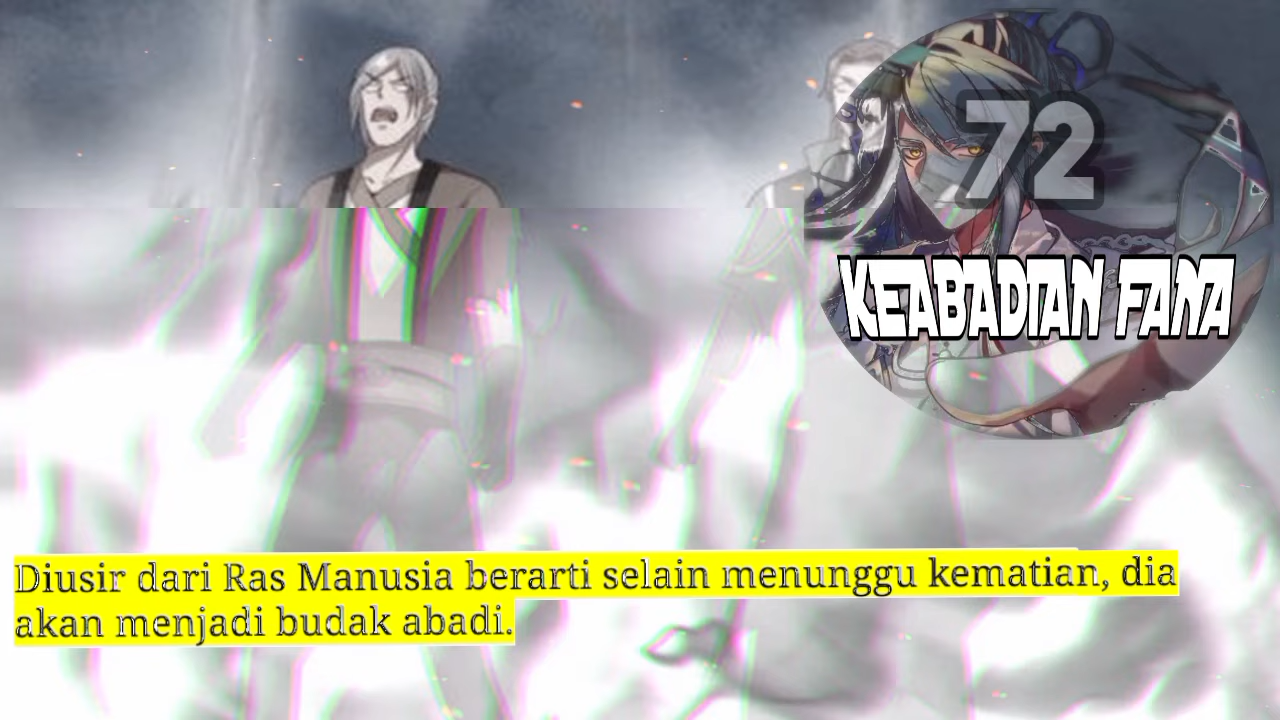 72
KEABADIAN FANA
Diusir dari Ras Manusia berarti selain menunggu kematian, dia
akan menjadi budak abadi.